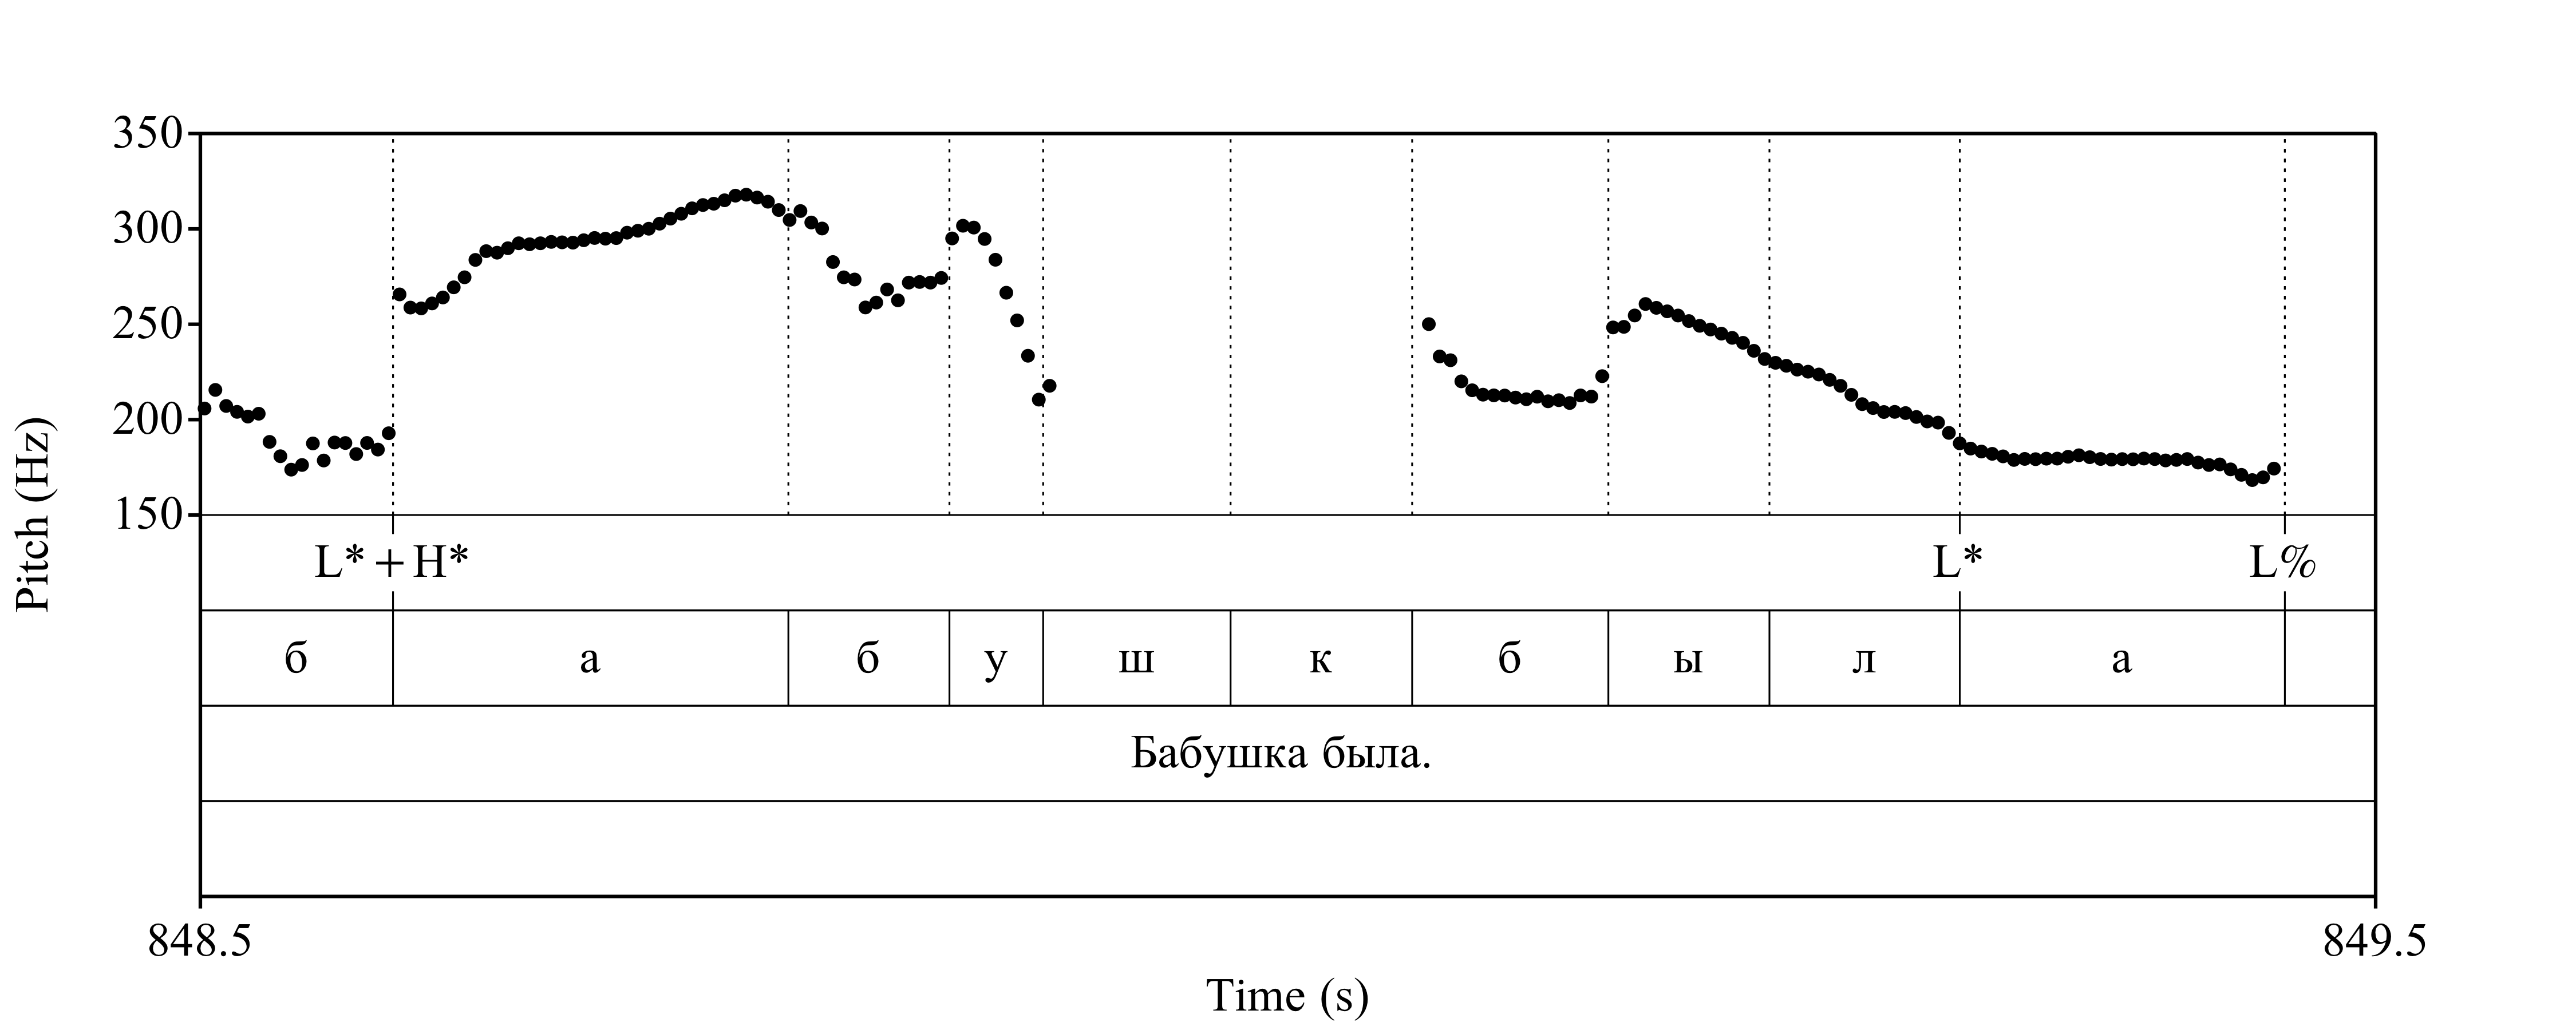 350
300
250
200
150
Pitch (Hz)
L* + H* L* L%
б а б у ш к б ы л а
Бабушка была.
848.5 849.5
Time (s)